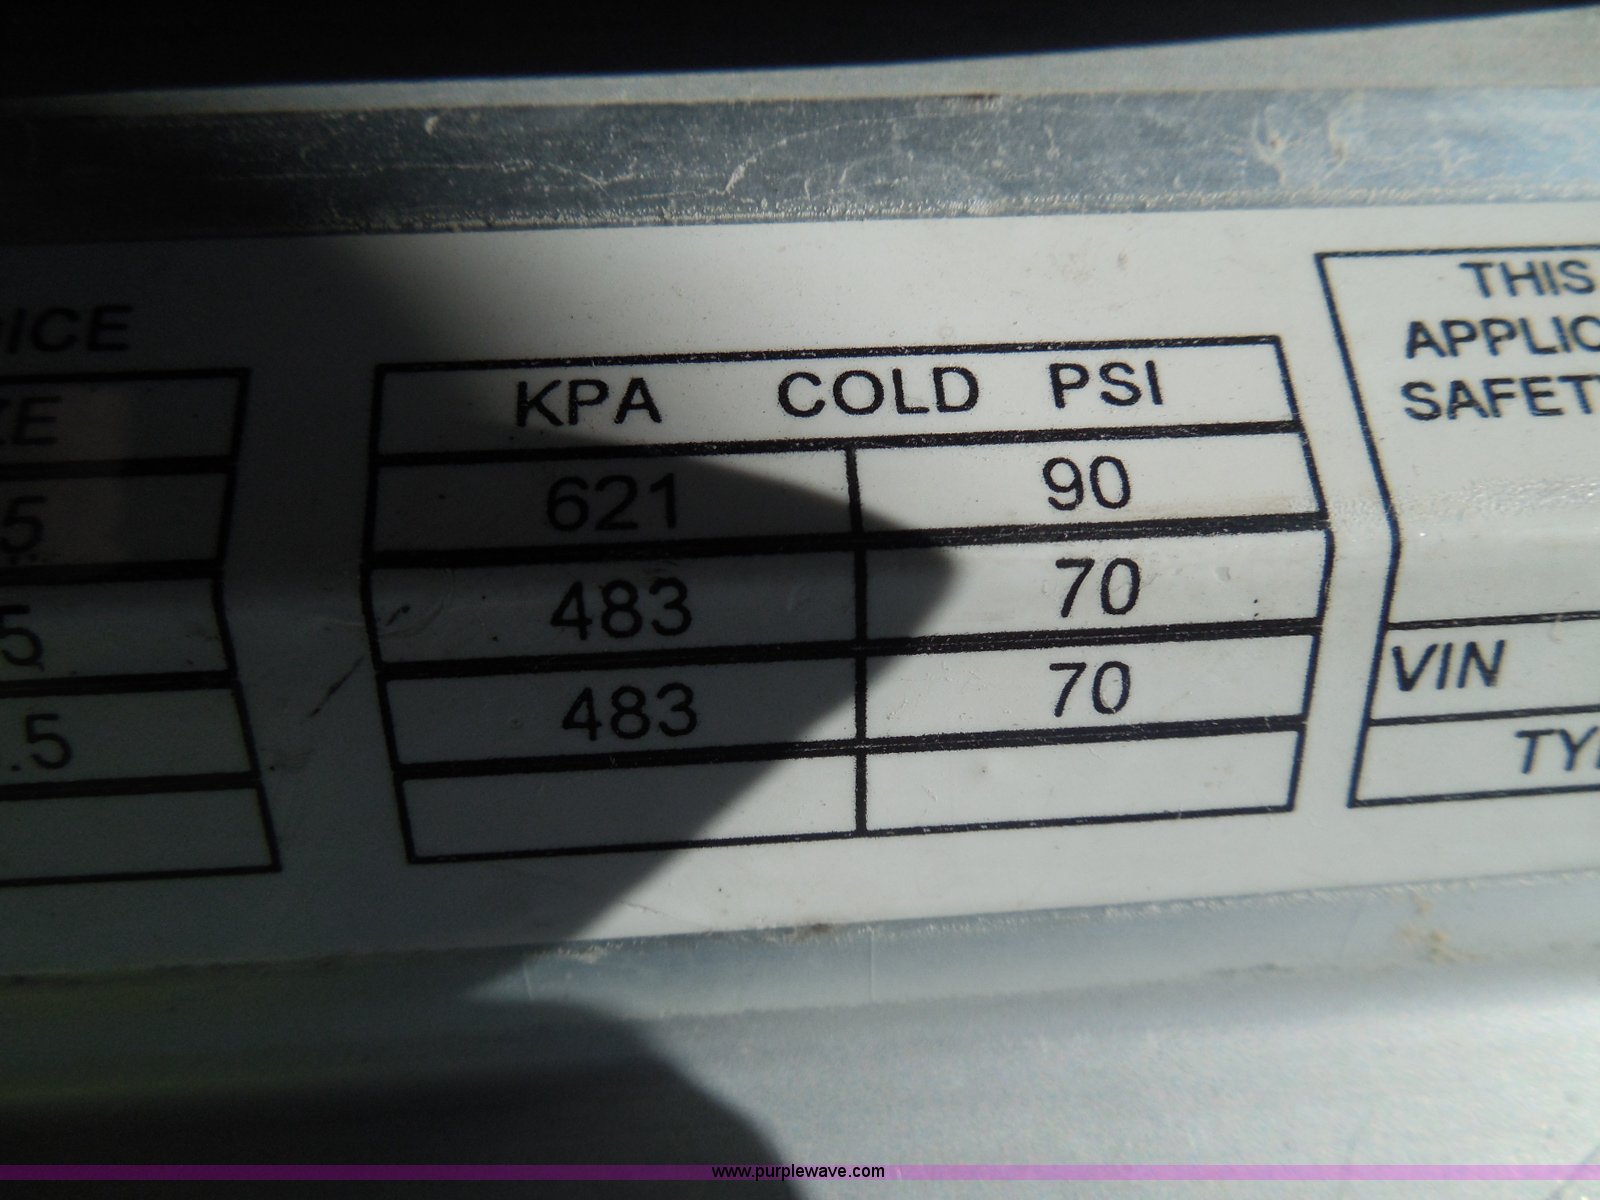 ICE
ZE
5
5
.5
KPA COLD PSI
621 90
483 70
483 70
THIS
APPLIC
SAFETY
VIN
TY
www.purplewave.com